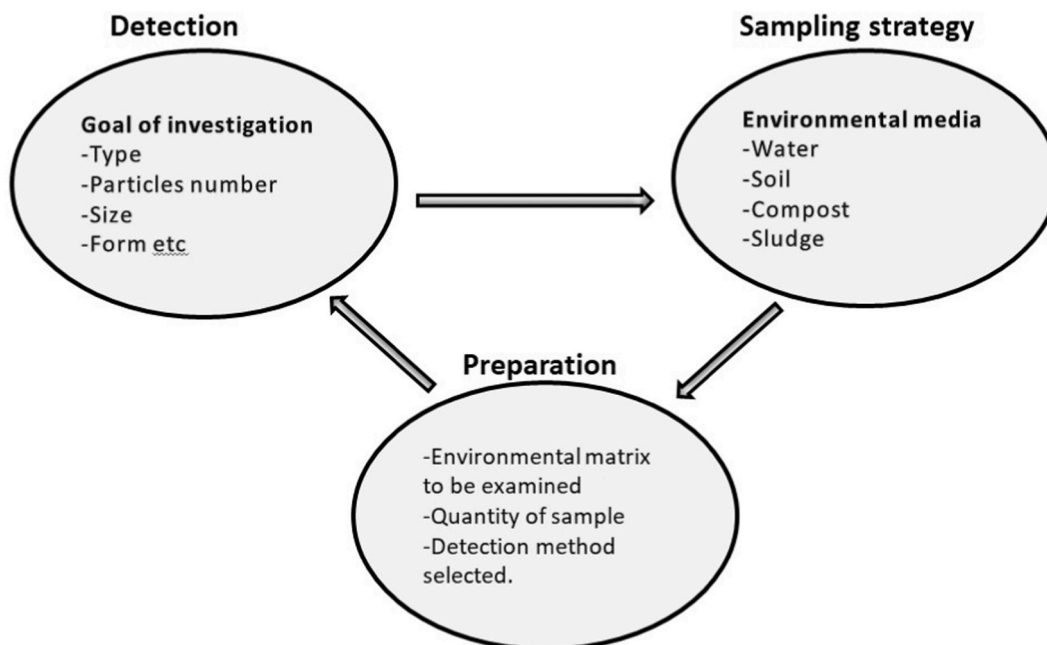 Detection
Goal of investigation
-Type
-Particles number
-Size
-Form etc
Sampling strategy
Environmental media
-Water
-Soil
-Compost
-Sludge
Preparation
-Environmental matrix
to be examined
-Quantity of sample
-Detection method
selected.